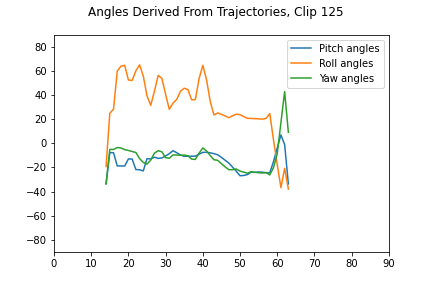 Angles Derived From Trajectories, Clip 125
Pitch angles
Roll angles
Yaw angles
80
60
40
20
0
−20
−40
−60
−80
0 10 20 30 40 50 60 70 80 90